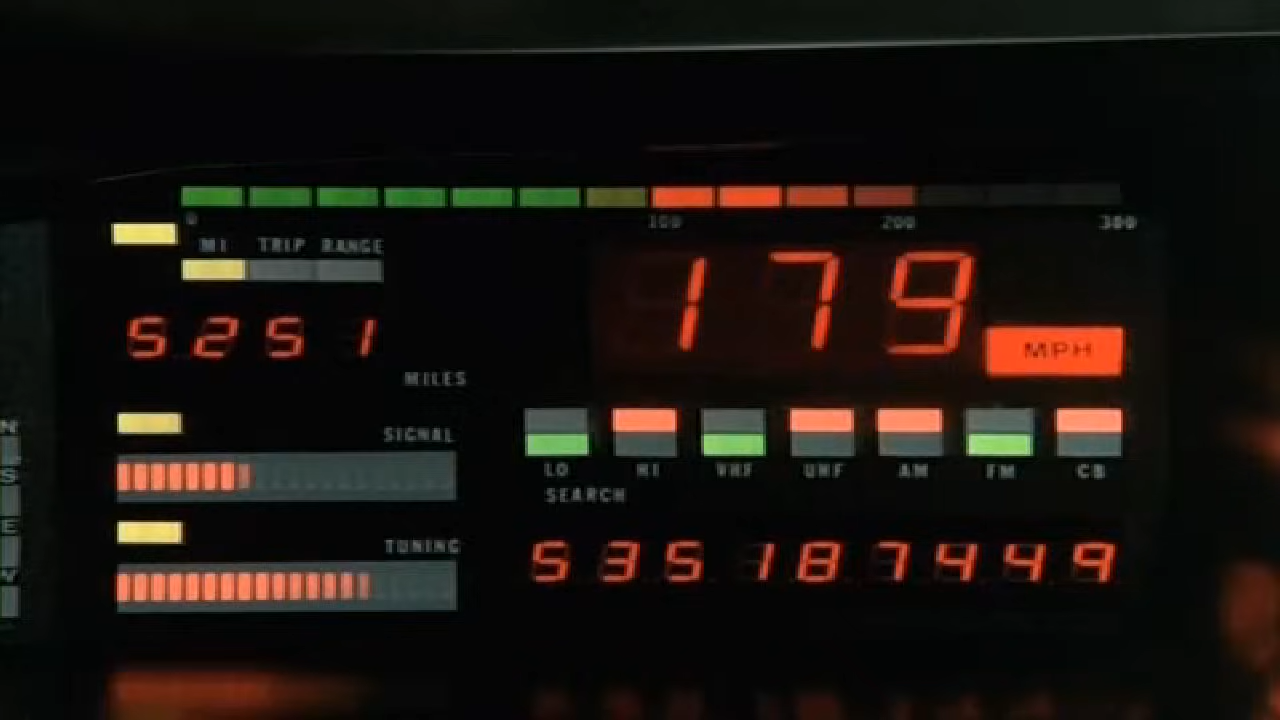 0 100 200 300
MI TRIP RANGE
179
MPH
5251
MILES
SIGNAL
LO HI VHF UHF AM FM CB
SEARCH
TUNING
535187449
N
S
E